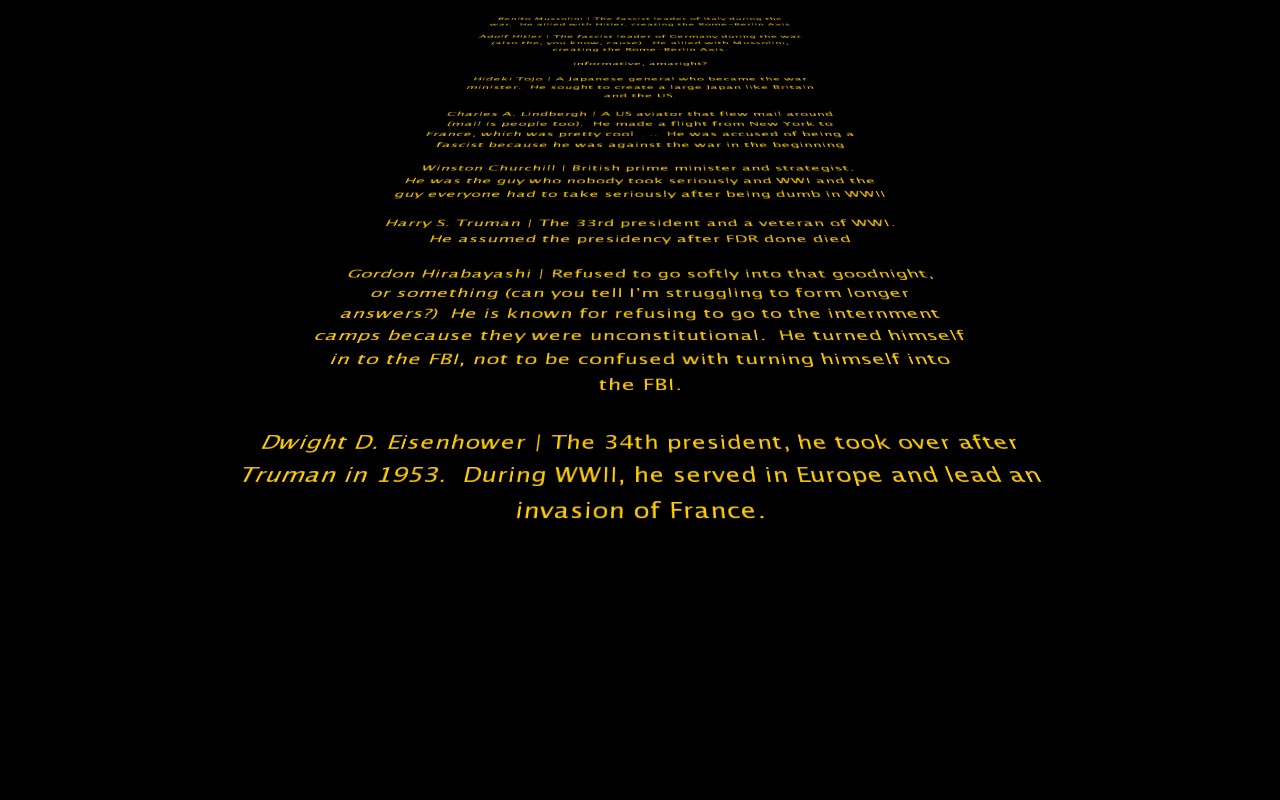 Benito Mussolini | The fascist leader of Italy during the
war.  He allied with Hitler, creating the Rome-Berlin Axis
Adolf Hitler | The fascist leader of Germany during the war
(also the, you know, cause).  He allied with Mussolini,
creating the Rome-Berlin Axis
informative, amaright?
Hideki Tojo | A Japanese general who became the war
minister.  He sought to create a large Japan like Britain
and the US.
Charles A. Lindbergh | A US aviator that flew mail around
(mail is people too).  He made a flight from New York to
France, which was pretty cool ... He was accused of being a
fascist because he was against the war in the beginning
Winston Churchill | British prime minister and strategist.
He was the guy who nobody took seriously and WWI and the
guy everyone had to take seriously after being dumb in WWII
Harry S. Truman | The 33rd president and a veteran of WWI.
He assumed the presidency after FDR done died
Gordon Hirabayashi | Refused to go softly into that goodnight,
or something (can you tell I'm struggling to form longer
answers?)  He is known for refusing to go to the internment
camps because they were unconstitutional.  He turned himself
in to the FBI, not to be confused with turning himself into
the FBI.
Dwight D. Eisenhower | The 34th president, he took over after
Truman in 1953.  During WWII, he served in Europe and lead an
invasion of France.